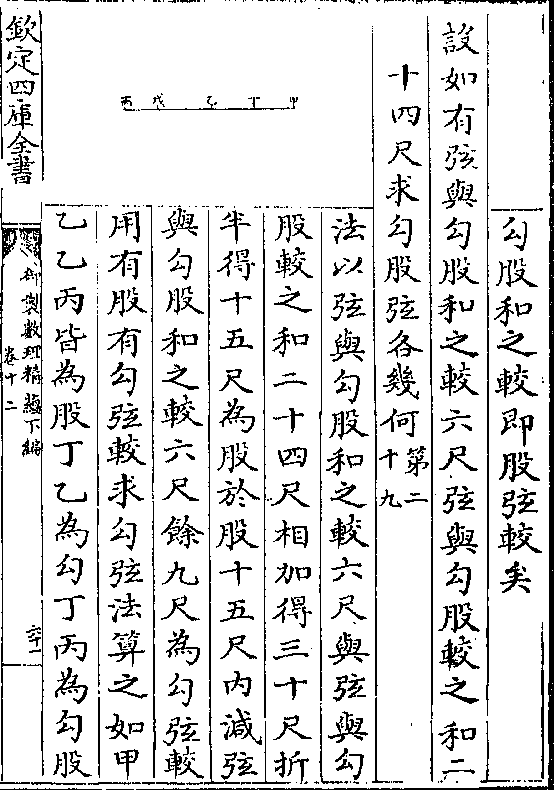 勾股和之較即股弦較矣
設如有弦與勾股和之較六尺弦與勾股較之和二
十四尺求勾股弦各幾何第二十九
法以弦與勾股和之較六尺與弦與勾
股較之和二十四尺相加得三十尺折
半得十五尺為股於股十五尺內減弦
與勾股和之較六尺餘九尺為勾弦較
用有股有勾弦較求勾弦法算之如甲
乙乙丙皆為股丁乙為勾丁丙為勾股
丙 戊 乙 丁 甲
欽定四庫全書
御製數理精藴下編
卷十二